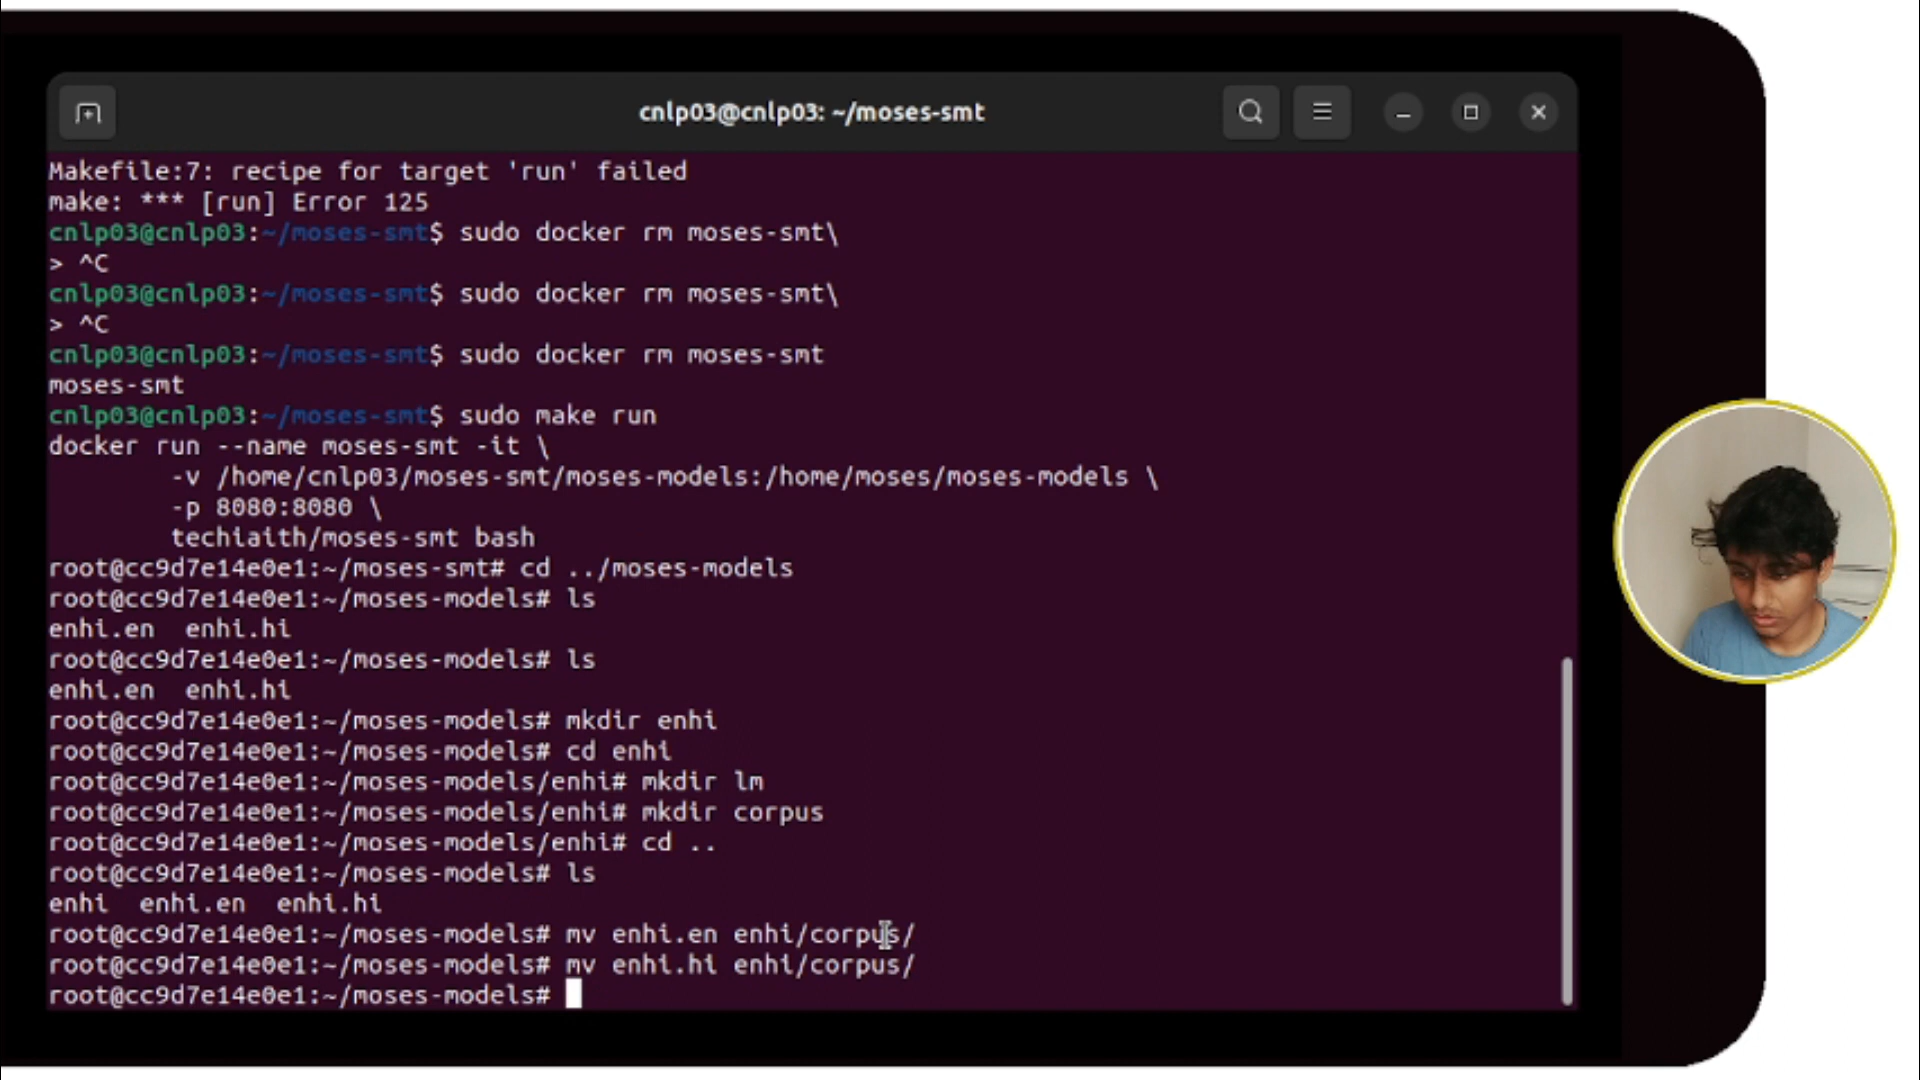 cnlp03@cnlp03: ~/moses-smt
Makefile:7: recipe for target 'run' failed
make: *** [run] Error 125
cnlp03@cnlp03:~/moses-smt$ sudo docker rm moses-smt\
> ^C
cnlp03@cnlp03:~/moses-smt$ sudo docker rm moses-smt\
> ^C
cnlp03@cnlp03:~/moses-smt$ sudo docker rm moses-smt
moses-smt
cnlp03@cnlp03:~/moses-smt$ sudo make run
docker run --name moses-smt -it \
-v /home/cnlp03/moses-smt/moses-models:/home/moses/moses-models \
-p 8080:8080 \
techiaith/moses-smt bash
root@cc9d7e14e0e1:~/moses-smt# cd ../moses-models
root@cc9d7e14e0e1:~/moses-models# ls
enhi.en  enhi.hi
root@cc9d7e14e0e1:~/moses-models# ls
enhi.en  enhi.hi
root@cc9d7e14e0e1:~/moses-models# mkdir enhi
root@cc9d7e14e0e1:~/moses-models# cd enhi
root@cc9d7e14e0e1:~/moses-models/enhi# mkdir lm
root@cc9d7e14e0e1:~/moses-models/enhi# mkdir corpus
root@cc9d7e14e0e1:~/moses-models/enhi# cd ..
root@cc9d7e14e0e1:~/moses-models# ls
enhi  enhi.en  enhi.hi
root@cc9d7e14e0e1:~/moses-models# mv enhi.en enhi/corpus/
root@cc9d7e14e0e1:~/moses-models# mv enhi.hi enhi/corpus/
root@cc9d7e14e0e1:~/moses-models#